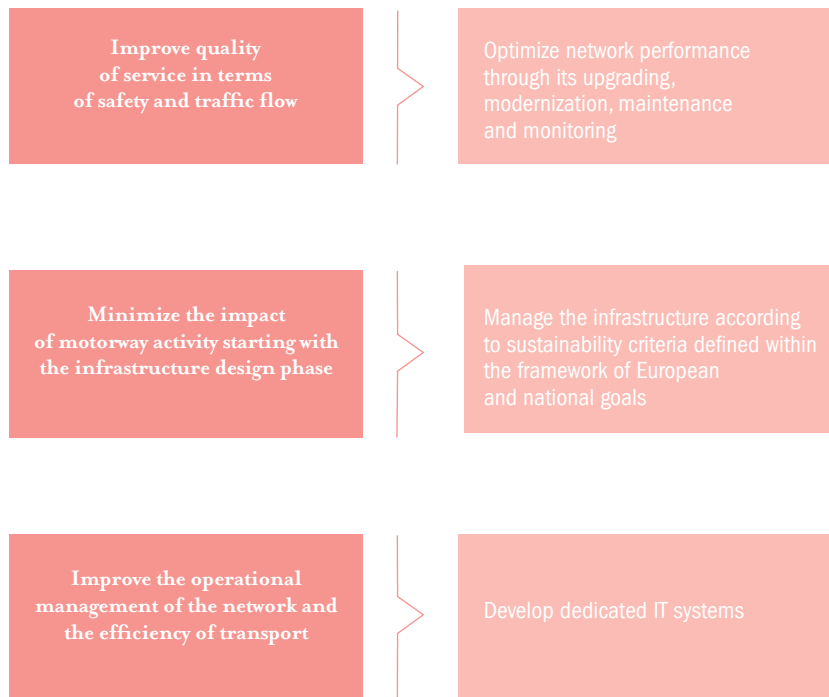 Improve quality
of service in terms
of safety and traffic flow
Optimize network performance
through its upgrading,
modernization, maintenance
and monitoring
Minimize the impact
of motorway activity starting with
the infrastructure design phase
Manage the infrastructure according
to sustainability criteria defined within
the framework of European
and national goals
Improve the operational
management of the network and
the efficiency of transport
Develop dedicated IT systems